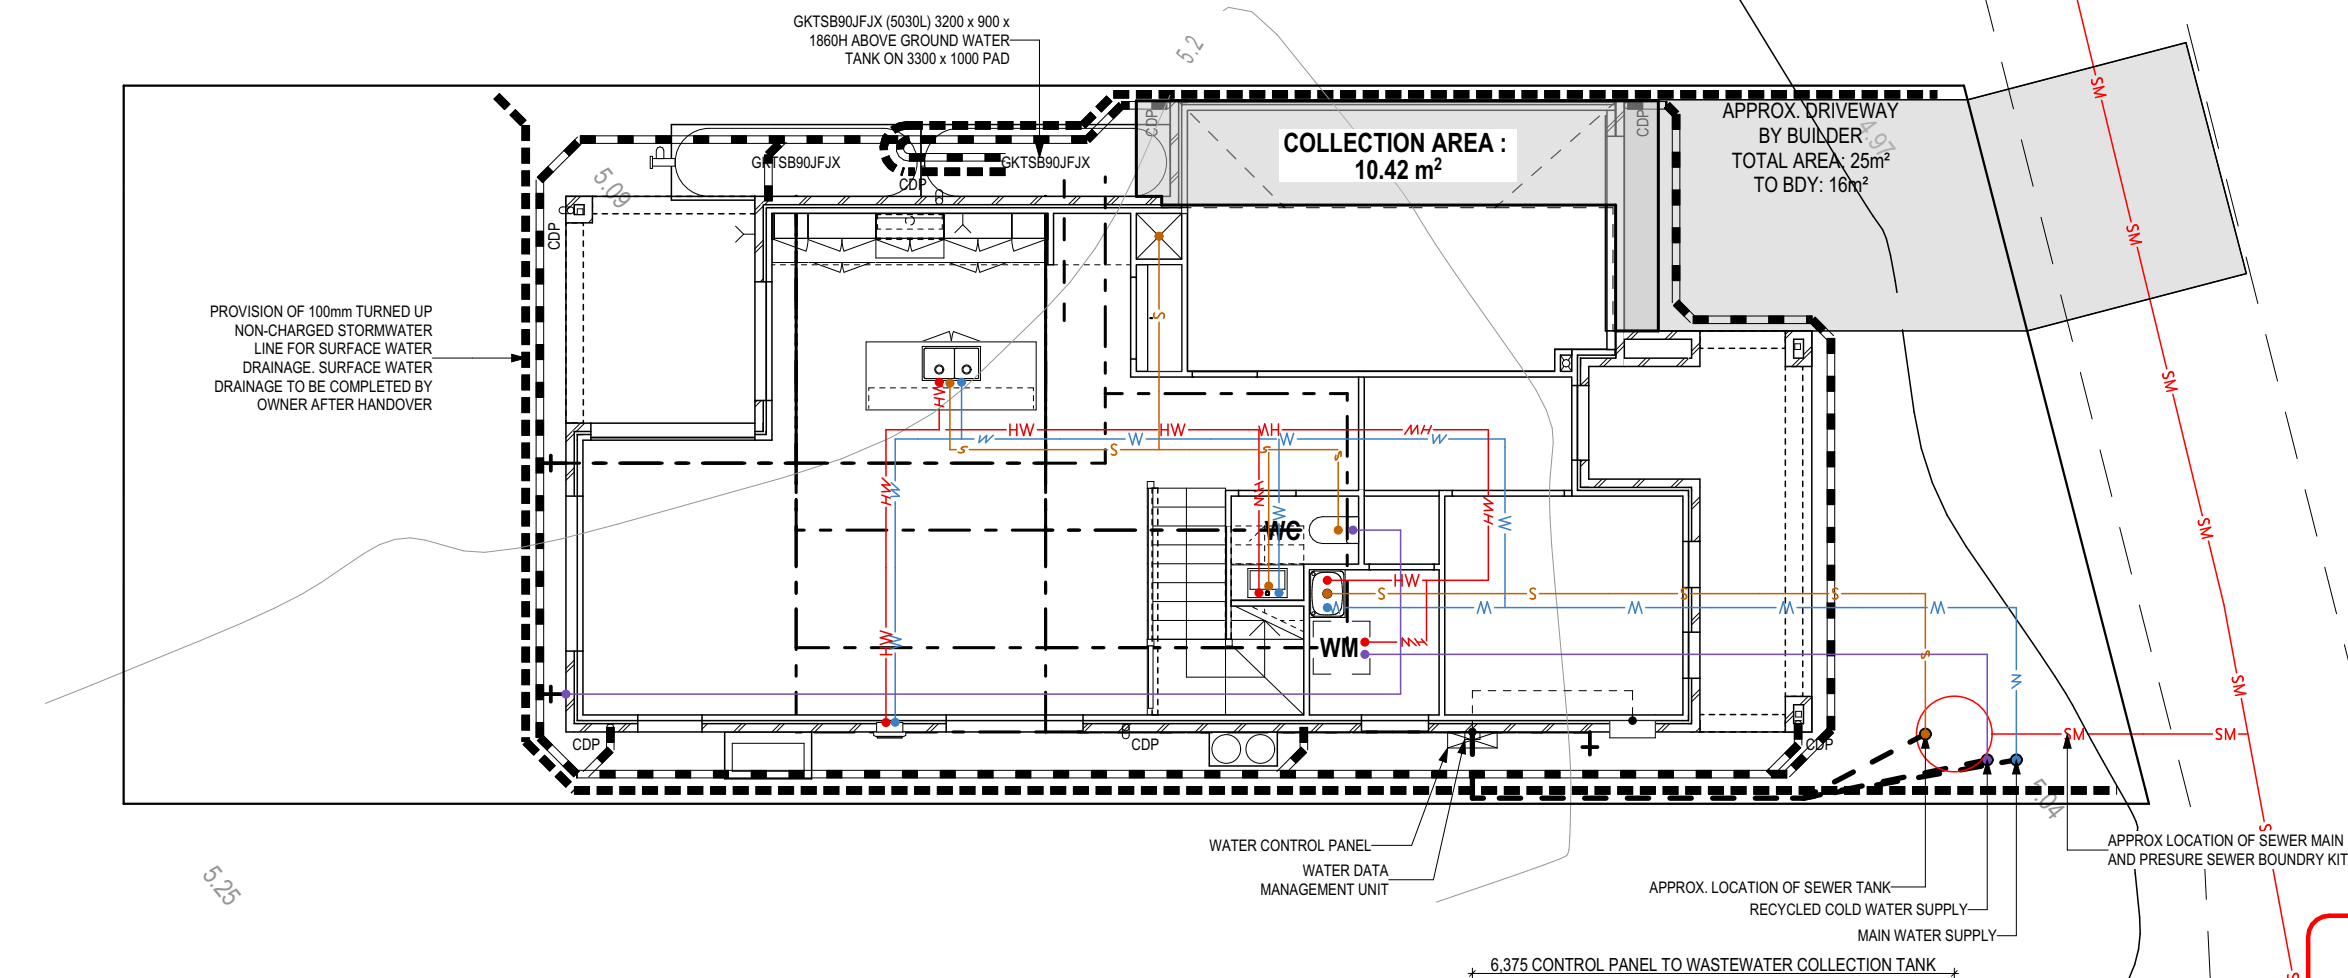 GKTSB90JFJX (5030L) 3200 x 900 x
1860H ABOVE GROUND WATER
TANK ON 3300 x 1000 PAD
5.2
SM
CDP
CDP
COLLECTION AREA :
10.42 m²
APPROX. DRIVEWAY
BY BUILDER
TOTAL AREA: 25m²
TO BDY: 16m²
4.97
GKTSB90JFJX
GKTSB90JFJX
CDP
5.09
CDP
SM
SM
PROVISION OF 100mm TURNED UP
NON-CHARGED STORMWATER
LINE FOR SURFACE WATER
DRAINAGE. SURFACE WATER
DRAINAGE TO BE COMPLETED BY
OWNER AFTER HANDOVER
S
HW
HW
HW
HW
HW
W
W
W
W
S
S
S
S
SM
HW
W
HW
W
HW
W
WC
HW
S
S
S
S
W
W
W
W
W
W
HW
W
WM
HW
S
W
SM
SM
SM
CDP
CDP
CDP
5.04
5.25
WATER CONTROL PANEL
WATER DATA
MANAGEMENT UNIT
APPROX LOCATION OF SEWER MAIN
AND PRESURE SEWER BOUNDRY KIT
APPROX. LOCATION OF SEWER TANK
RECYCLED COLD WATER SUPPLY
MAIN WATER SUPPLY
6,375 CONTROL PANEL TO WASTEWATER COLLECTION TANK